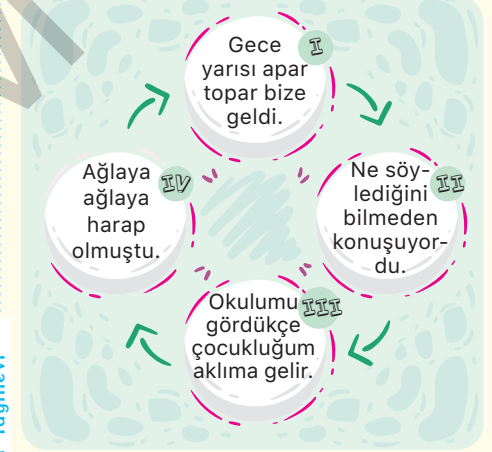 I
Gece
yarısı apar
topar bize
geldi.
II
Ne söy-
lediğini
bilmeden
konuşuyor-
du.
III
Okulumu
gördükçe
çocukluğum
aklıma gelir.
IV
Ağlaya
ağlaya
harap
olmuştu.